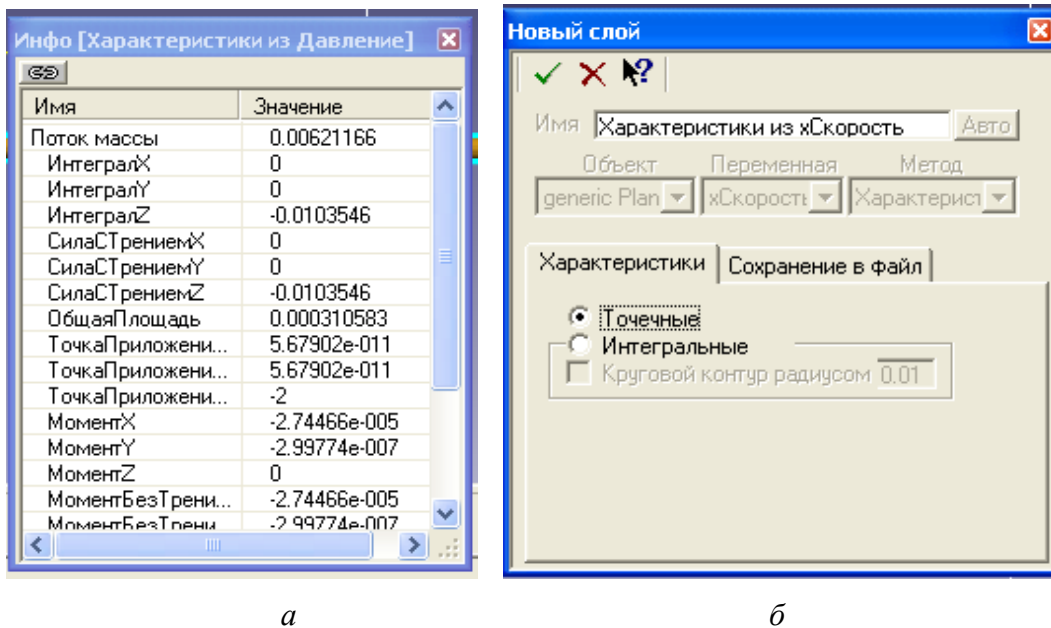 Инфо [Характеристики из Давление]
Имя Значение
Поток массы 0.00621166
ИнтегралX 0
ИнтегралY 0
ИнтегралZ -0.0103546
СилаСТрениемX 0
СилаСТрениемY 0
СилаСТрениемZ -0.0103546
ОбщаяПлощадь 0.000310583
ТочкаПриложени... 5.67902e-011
ТочкаПриложени... 5.67902e-011
ТочкаПриложени... -2
МоментX -2.74466e-005
МоментY -2.99774e-007
МоментZ 0
МоментБезТрени... -2.74466e-005
МоментБезТрени... -2.99774e-007
а
Новый слой
Имя Характеристики из xСкорость Авто
Объект Переменная Метод
generic Plan xСкорость Характерист
Характеристики Сохранение в файл
Точечные
Интегральные
Круговой контур радиусом 0.01
б